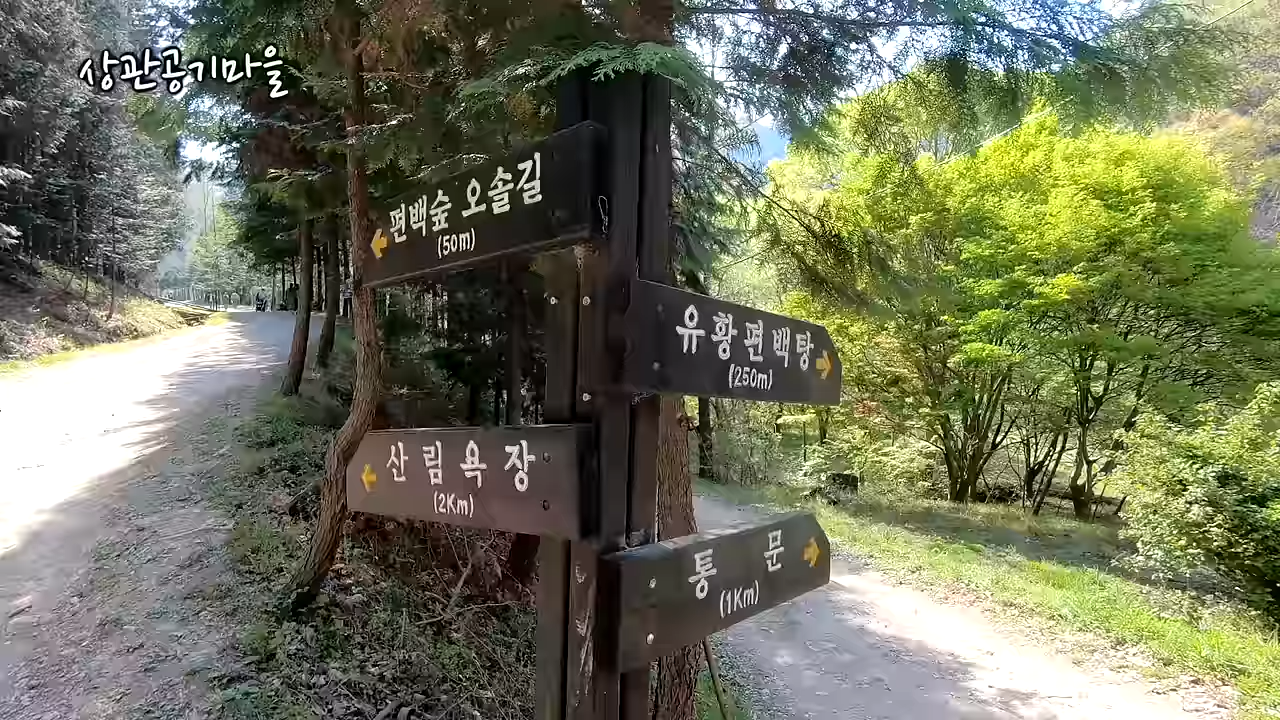 상관공기마을
편백숲 오솔길
(50m)
유황편백탕
(250m)
산림욕장
(2Km)
통문
(1Km)